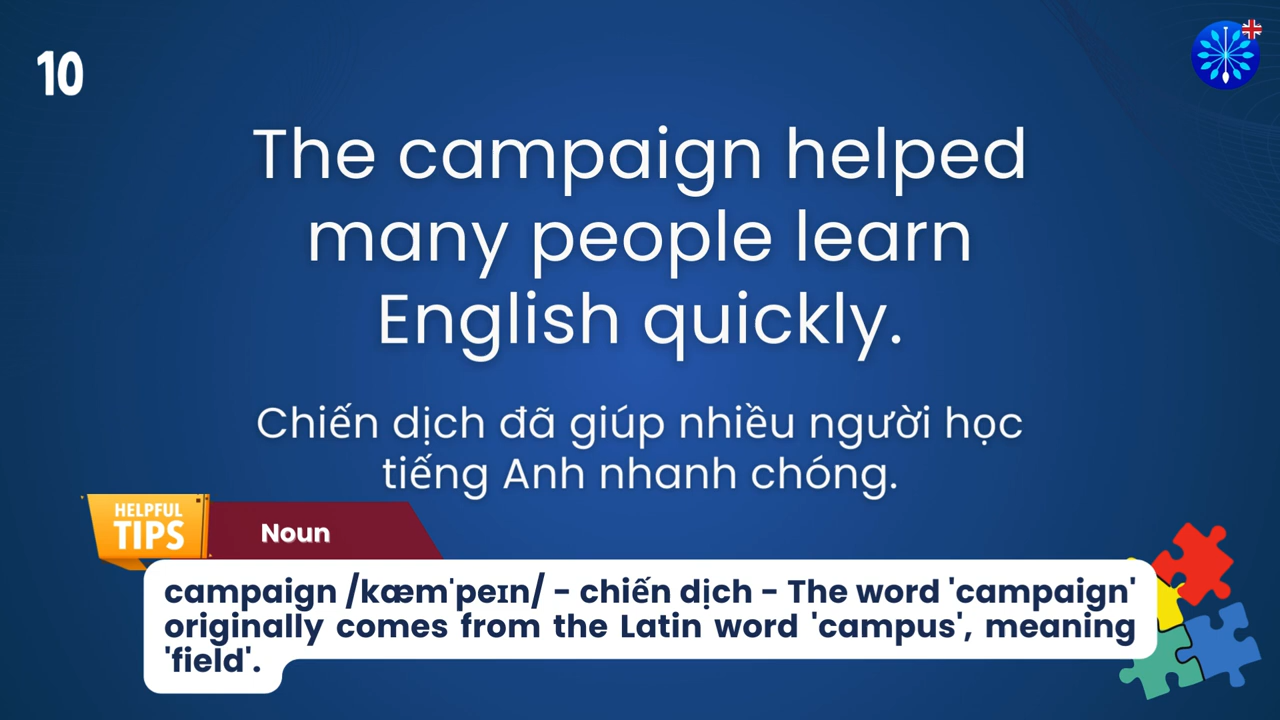 10
The campaign helped
many people learn
English quickly.
Chiến dịch đã giúp nhiều người học
tiếng Anh nhanh chóng.
HELPFUL
TIPS
Noun
campaign /kæmˈpeɪn/ - chiến dịch - The word 'campaign'
originally comes from the Latin word 'campus', meaning
'field'.